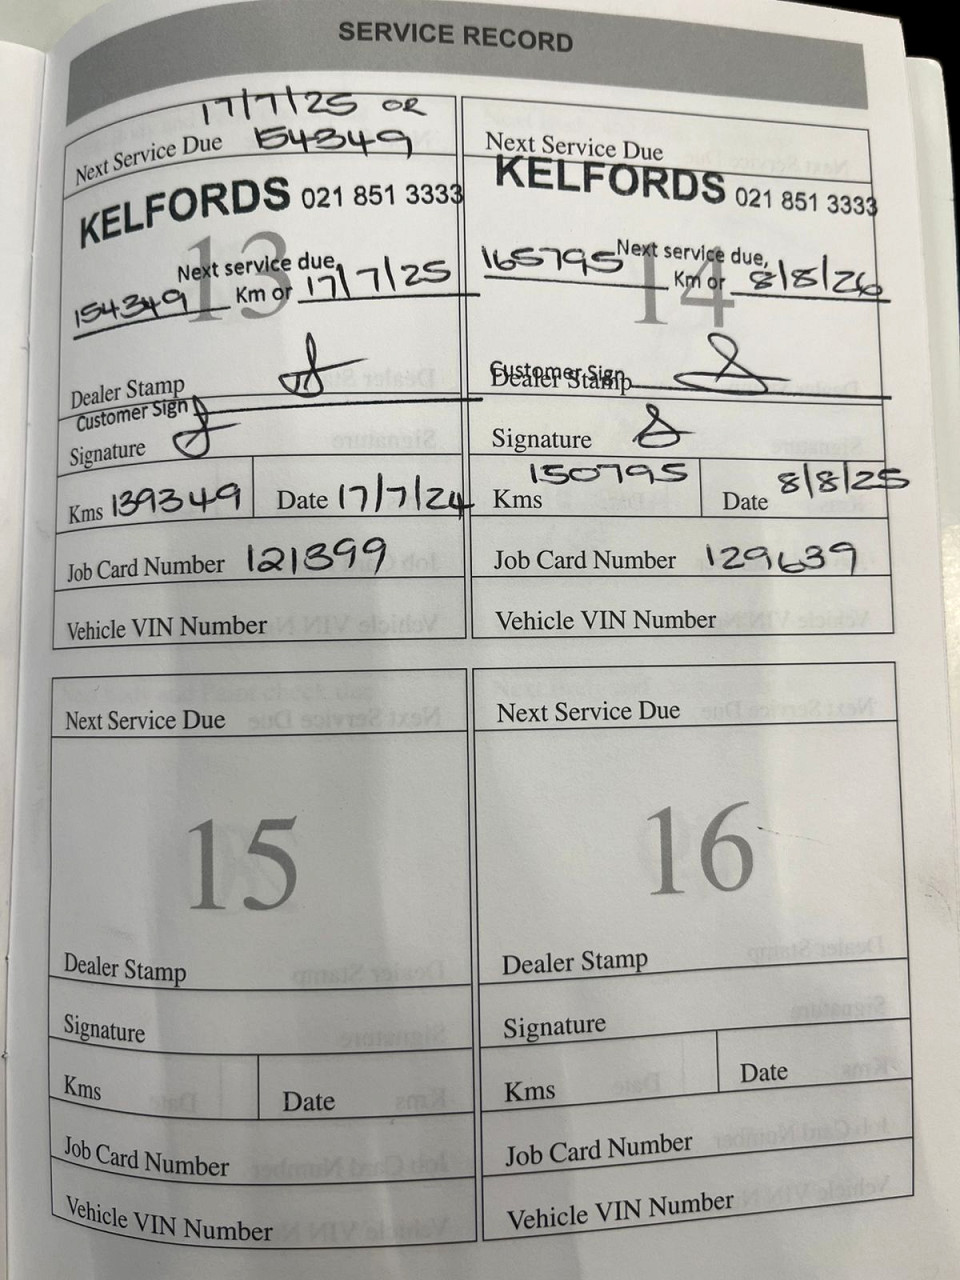 SERVICE RECORD
17/7/25 OR
Next Service Due 154349
KELFORDS 021 851 3333
13
Next service due,
154349 Km or 17/7/25
Dealer Stamp
Customer Sign
Signature
Kms 139349 Date 17/7/24
Job Card Number 121399
Vehicle VIN Number
Next Service Due
KELFORDS 021 851 3333
14
Next service due,
165795 Km or 8/8/26
Customer Sign
Dealer Stamp
Signature
Kms 150795 Date 8/8/25
Job Card Number 129639
Vehicle VIN Number
Next Service Due
15
Dealer Stamp
Signature
Kms Date
Job Card Number
Vehicle VIN Number
Next Service Due
16
Dealer Stamp
Signature
Kms Date
Job Card Number
Vehicle VIN Number